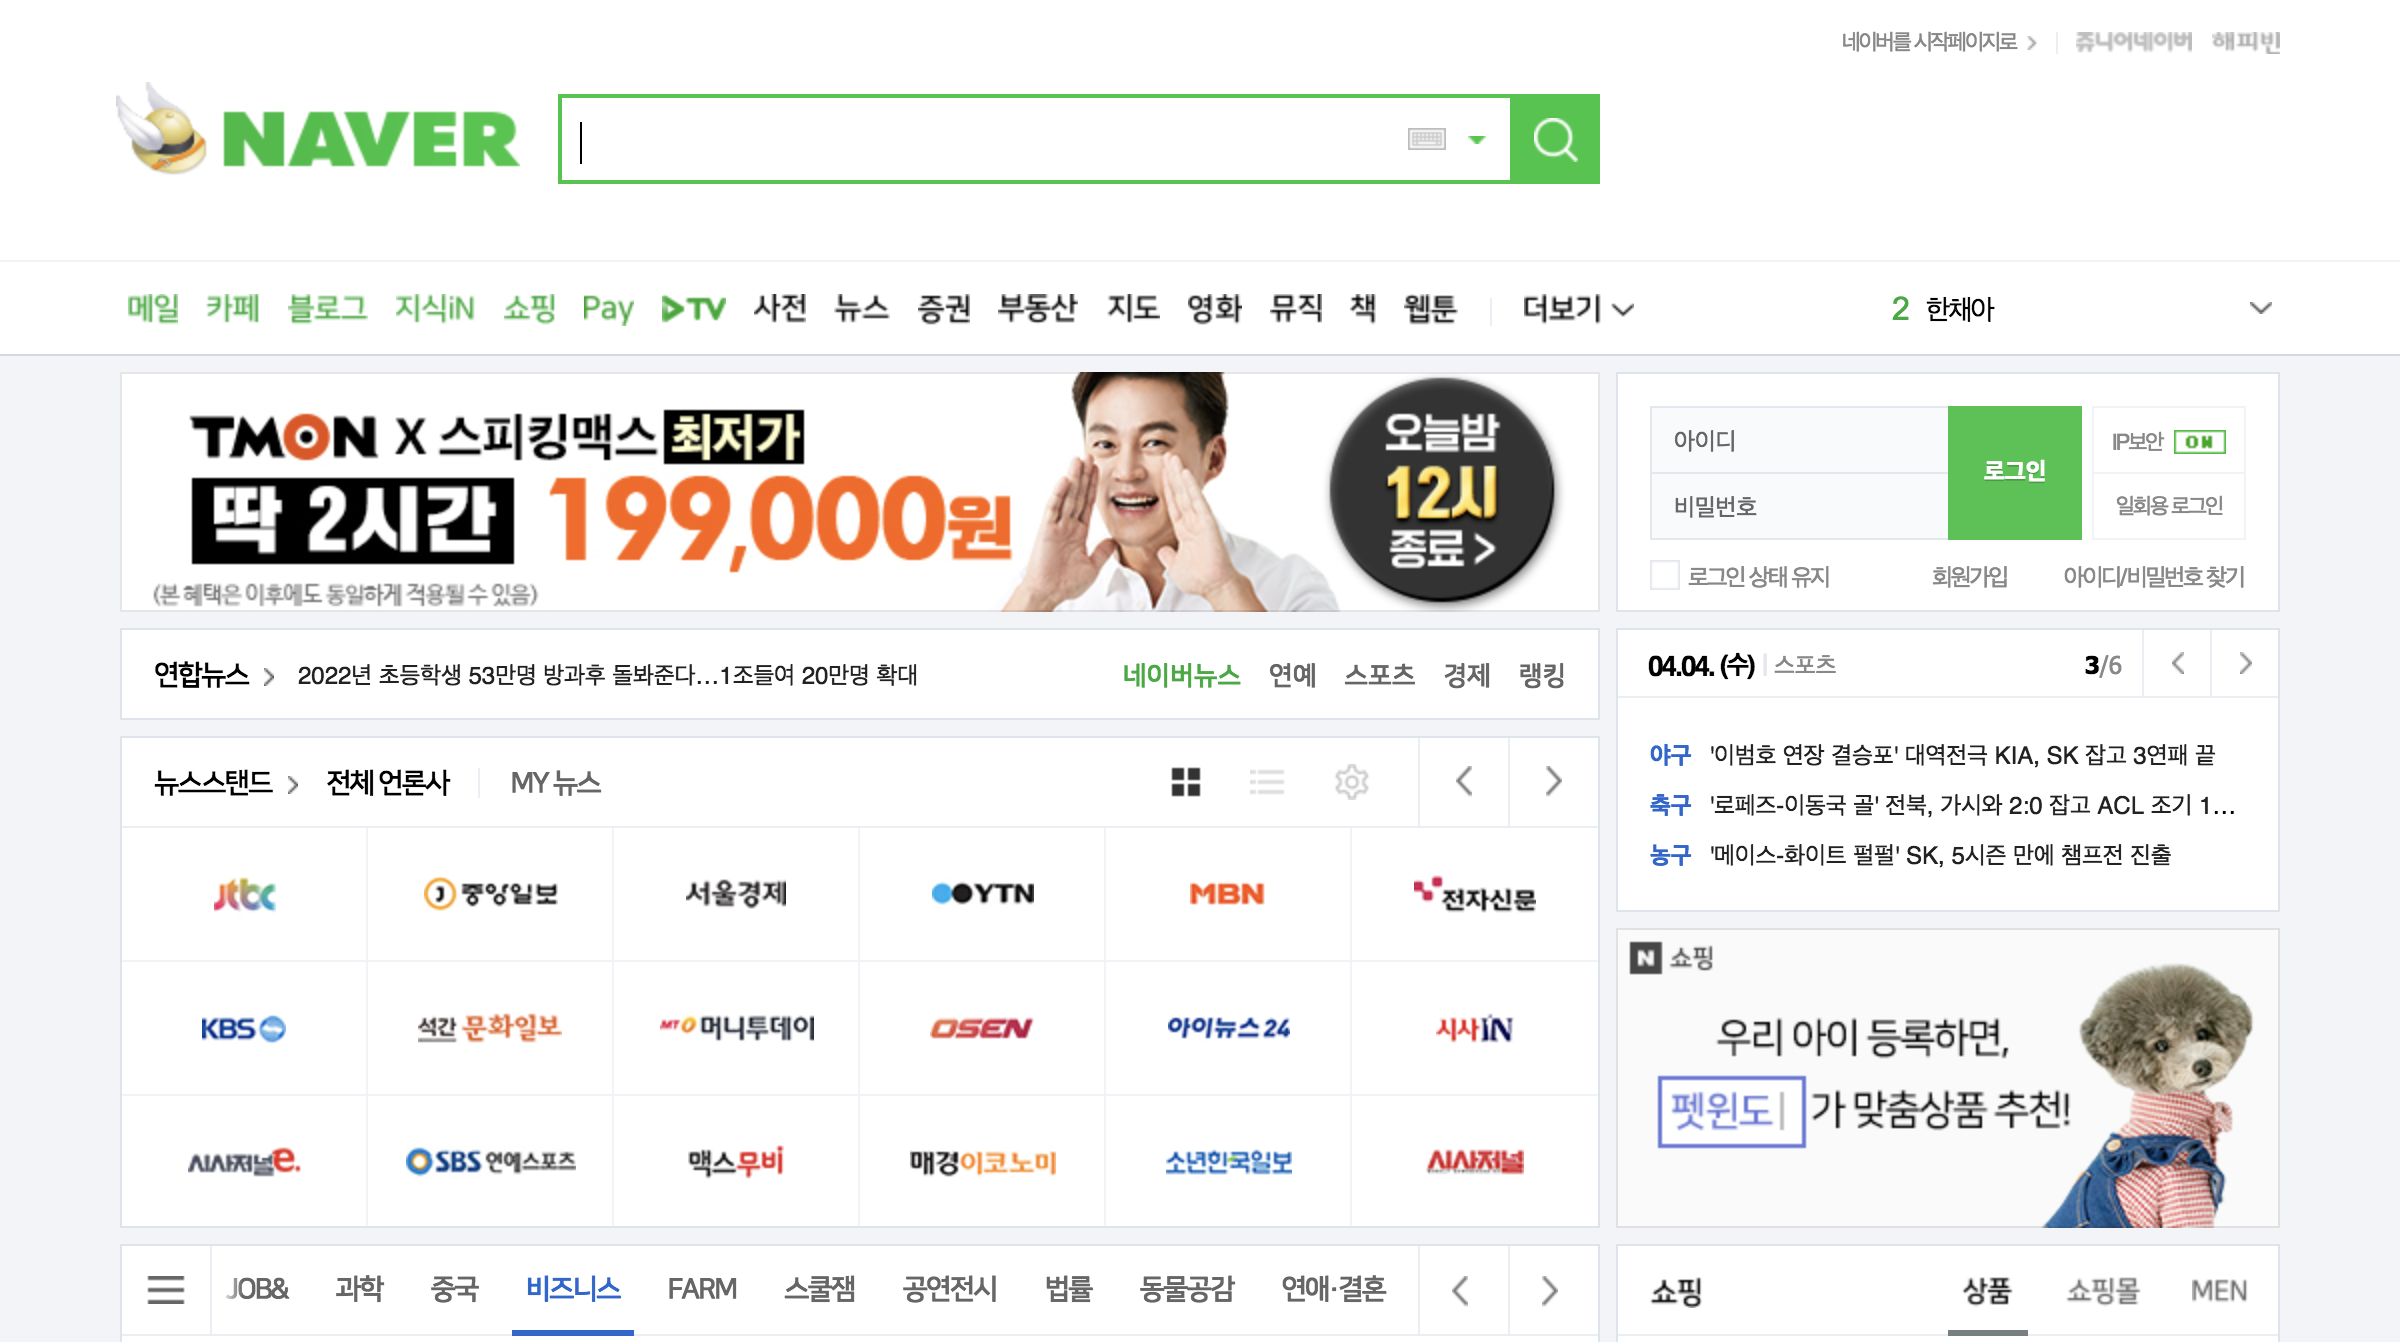 네이버를 시작페이지로
쥬니어네이버 해피빈
NAVER
메일 카페 블로그 지식iN 쇼핑 Pay TV 사전 뉴스 증권 부동산 지도 영화 뮤직 책 웹툰 더보기
2 한채아
TMON X 스피킹맥스 최저가
딱 2시간 199,000원
(본 혜택은 이후에도 동일하게 적용될 수 있음)
오늘밤
12시
종료 >
아이디
비밀번호
로그인
IP보안 ON
일회용 로그인
로그인 상태 유지 회원가입 아이디/비밀번호 찾기
연합뉴스 2022년 초등학생 53만명 방과후 돌봐준다...1조들여 20만명 확대
네이버뉴스 연예 스포츠 경제 랭킹
04.04. (수) 스포츠 3/6
야구 '이범호 연장 결승포' 대역전극 KIA, SK 잡고 3연패 끝
축구 '로페즈-이동국 골' 전북, 가시와 2:0 잡고 ACL 조기 1...
농구 '메이스-화이트 펄펄' SK, 5시즌 만에 챔프전 진출
뉴스스탠드 전체 언론사 MY 뉴스
jtbc 중앙일보 서울경제 YTN MBN 전자신문
KBS 석간 문화일보 MTO 머니투데이 OSEN 아이뉴스24 시사IN
시사저널e. SBS 연예스포츠 맥스무비 매경이코노미 소년한국일보 시사저널
N 쇼핑
우리 아이 등록하면,
펫윈도 가 맞춤상품 추천!
JOB& 과학 중국 비즈니스 FARM 스쿨잼 공연전시 법률 동물공감 연애·결혼
쇼핑 상품 쇼핑몰 MEN